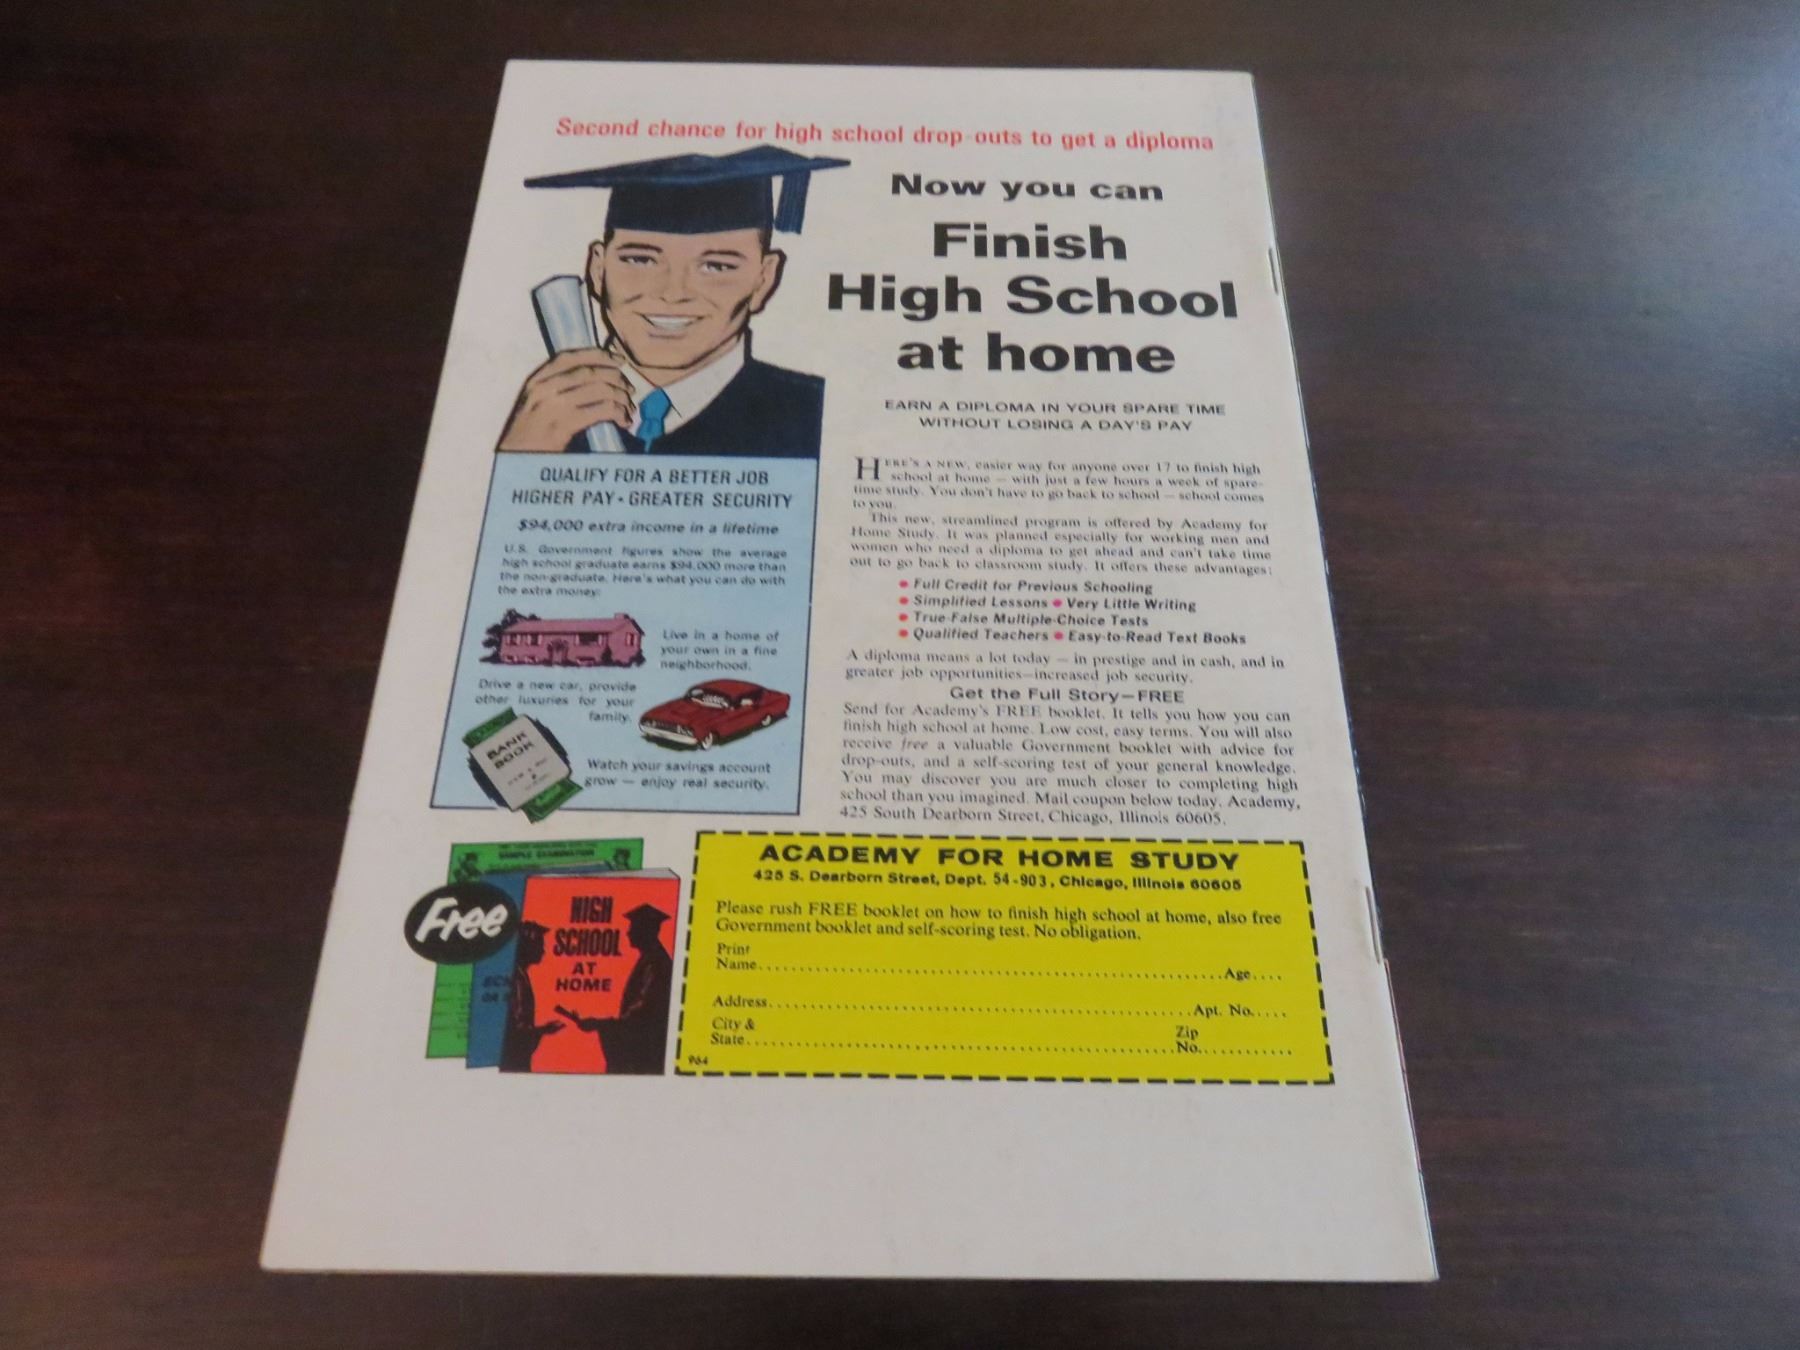 Second chance for high school drop-outs to get a diploma
Now you can
Finish
High School
at home
EARN A DIPLOMA IN YOUR SPARE TIME
WITHOUT LOSING A DAY'S PAY
QUALIFY FOR A BETTER JOB
HIGHER PAY • GREATER SECURITY
$94,000 extra income in a lifetime
U.S. Government figures show the average
high school graduate earns $94,000 more than
the non-graduate. Here's what you can do with
the extra money:
Live in a home of
your own in a fine
neighborhood.
Drive a new car, provide
other luxuries for your
family.
BANK
BOOK
Watch your savings account
grow — enjoy real security.
HERE'S A NEW, easier way for anyone over 17 to finish high
school at home — with just a few hours a week of spare-
time study. You don't have to go back to school — school comes
to you.
This new, streamlined program is offered by Academy for
Home Study. It was planned especially for working men and
women who need a diploma to get ahead and can't take time
out to go back to classroom study. It offers these advantages:
• Full Credit for Previous Schooling
• Simplified Lessons • Very Little Writing
• True-False Multiple-Choice Tests
• Qualified Teachers • Easy-to-Read Text Books
A diploma means a lot today — in prestige and in cash, and in
greater job opportunities—increased job security.
Get the Full Story—FREE
Send for Academy's FREE booklet. It tells you how you can
finish high school at home. Low cost, easy terms. You will also
receive free a valuable Government booklet with advice for
drop-outs, and a self-scoring test of your general knowledge.
You may discover you are much closer to completing high
school than you imagined. Mail coupon below today. Academy,
425 South Dearborn Street, Chicago, Illinois 60605.
SAMPLE EXAMINATION
Free
HIGH
SCHOOL
AT
HOME
ACADEMY FOR HOME STUDY
425 S. Dearborn Street, Dept. 54-903, Chicago, Illinois 60605
Please rush FREE booklet on how to finish high school at home, also free
Government booklet and self-scoring test. No obligation.
Print
Name..........Age....
Address..........Apt. No.....
City & Zip
State..........No..........
964